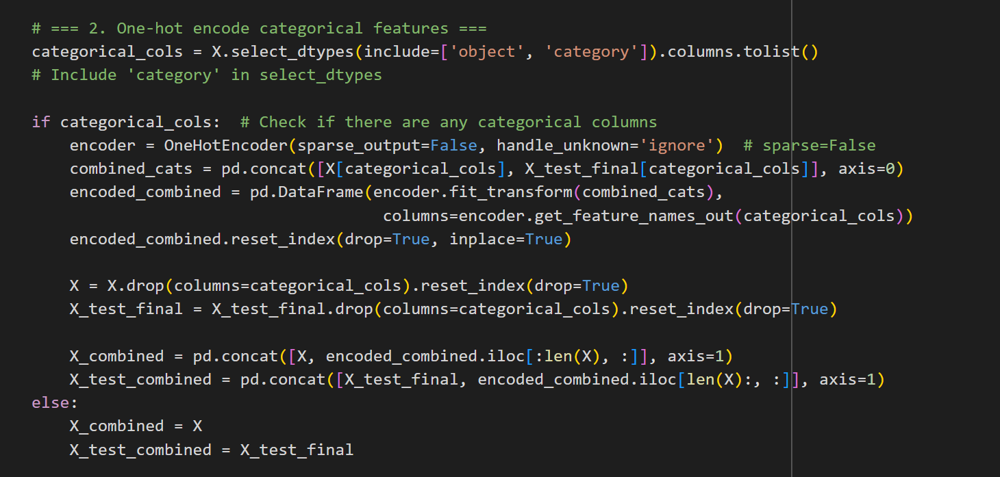 # === 2. One-hot encode categorical features ===
categorical_cols = X.select_dtypes(include=['object', 'category']).columns.tolist()
# Include 'category' in select_dtypes
if categorical_cols:  # Check if there are any categorical columns
    encoder = OneHotEncoder(sparse_output=False, handle_unknown='ignore')  # sparse=False
    combined_cats = pd.concat([X[categorical_cols], X_test_final[categorical_cols]], axis=0)
    encoded_combined = pd.DataFrame(encoder.fit_transform(combined_cats),
                                     columns=encoder.get_feature_names_out(categorical_cols))
    encoded_combined.reset_index(drop=True, inplace=True)
    X = X.drop(columns=categorical_cols).reset_index(drop=True)
    X_test_final = X_test_final.drop(columns=categorical_cols).reset_index(drop=True)
    X_combined = pd.concat([X, encoded_combined.iloc[:len(X), :]], axis=1)
    X_test_combined = pd.concat([X_test_final, encoded_combined.iloc[len(X):, :]], axis=1)
else:
    X_combined = X
    X_test_combined = X_test_final